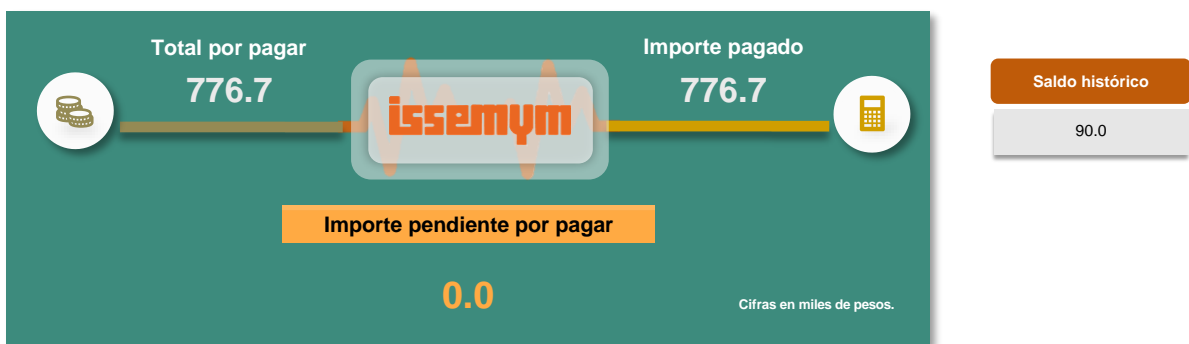 Total por pagar
776.7
issemym
Importe pagado
776.7
Importe pendiente por pagar
0.0
Cifras en miles de pesos.
Saldo histórico
90.0